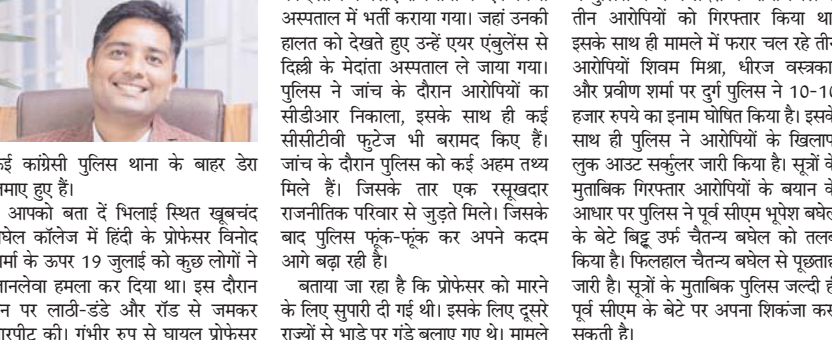 कई कांग्रेसी पुलिस थाना के बाहर डेरा
जमाए हुए हैं।
आपको बता दें भिलाई स्थित खूबचंद
बघेल कॉलेज में हिंदी के प्रोफेसर विनोद
शर्मा के ऊपर 19 जुलाई को कुछ लोगों ने
जानलेवा हमला कर दिया था। इस दौरान
उन पर लाठी-डंडे और रॉड से जमकर
मारपीट की। गंभीर रुप से घायल प्रोफेसर
अस्पताल में भर्ती कराया गया। जहां उनकी
हालत को देखते हुए उन्हें एयर एंबुलेंस से
दिल्ली के मेदांता अस्पताल ले जाया गया।
पुलिस ने जांच के दौरान आरोपियों का
सीडीआर निकाला, इसके साथ ही कई
सीसीटीवी फुटेज भी बरामद किए हैं।
जांच के दौरान पुलिस को कई अहम तथ्य
मिले हैं। जिसके तार एक रसूखदार
राजनीतिक परिवार से जुड़ते मिले। जिसके
बाद पुलिस फूंक-फूंक कर अपने कदम
आगे बढ़ा रही है।
बताया जा रहा है कि प्रोफेसर को मारने
के लिए सुपारी दी गई थी। इसके लिए दूसरे
राज्यों से भाड़े पर गुंडे बुलाए गए थे। मामले
तीन आरोपियों को गिरफ्तार किया था
इसके साथ ही मामले में फरार चल रहे तीन
आरोपियों शिवम मिश्रा, धीरज वस्त्रकार
और प्रवीण शर्मा पर दुर्ग पुलिस ने 10-10
हजार रुपये का इनाम घोषित किया है। इसके
साथ ही पुलिस ने आरोपियों के खिलाफ
लुक आउट सर्कुलर जारी किया है। सूत्रों के
मुताबिक गिरफ्तार आरोपियों के बयान के
आधार पर पुलिस ने पूर्व सीएम भूपेश बघेल
के बेटे बिट्टू उर्फ चैतन्य बघेल को तलब
किया है। फिलहाल चैतन्य बघेल से पूछताछ
जारी है। सूत्रों के मुताबिक पुलिस जल्दी ही
पूर्व सीएम के बेटे पर अपना शिकंजा कस
सकती है।